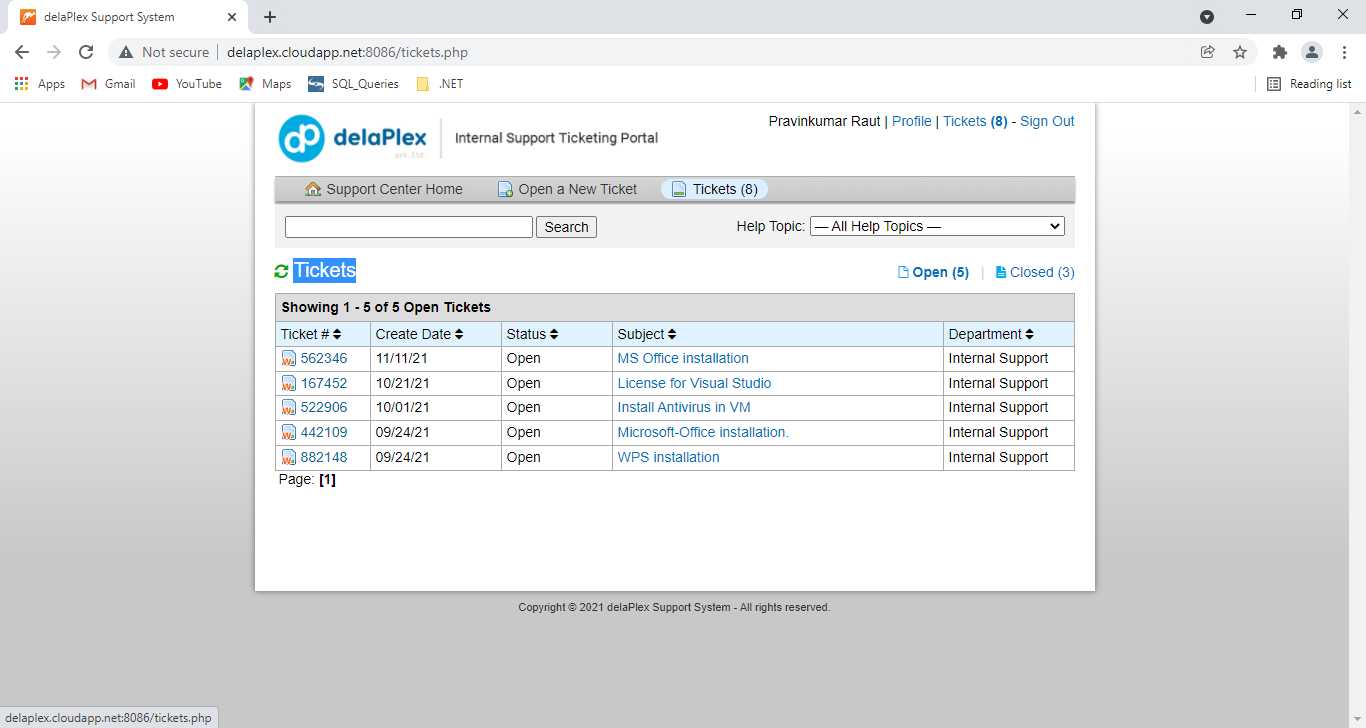 delaPlex Support System
Not secure | delaplex.cloudapp.net:8086/tickets.php
Apps Gmail YouTube Maps SQL_Queries .NET Reading list
delaPlex pvt.ltd. Internal Support Ticketing Portal
Pravinkumar Raut | Profile | Tickets (8) - Sign Out
Support Center Home Open a New Ticket Tickets (8)
Search Help Topic: — All Help Topics —
Tickets Open (5) | Closed (3)
Showing 1 - 5 of 5 Open Tickets
Ticket # Create Date Status Subject Department
562346 11/11/21 Open MS Office installation Internal Support
167452 10/21/21 Open License for Visual Studio Internal Support
522906 10/01/21 Open Install Antivirus in VM Internal Support
442109 09/24/21 Open Microsoft-Office installation. Internal Support
882148 09/24/21 Open WPS installation Internal Support
Page: [1]
Copyright © 2021 delaPlex Support System - All rights reserved.
delaplex.cloudapp.net:8086/tickets.php